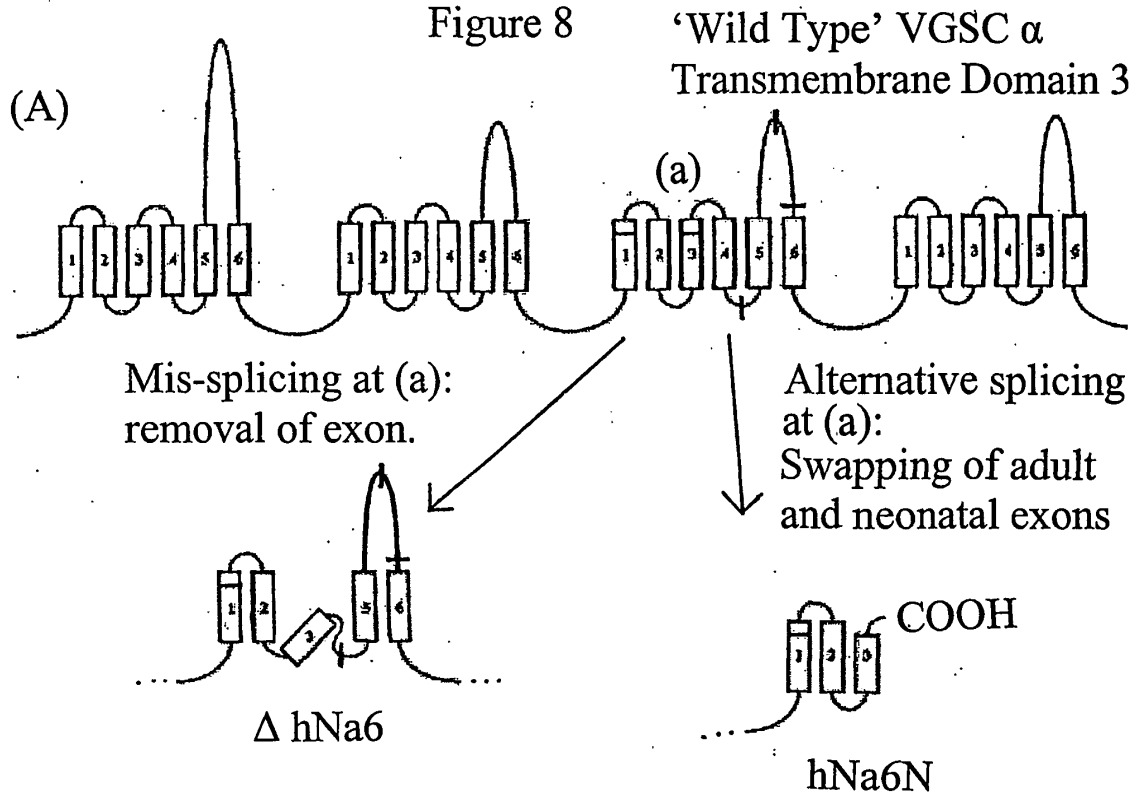 Figure 8
'Wild Type' VGSC α
Transmembrane Domain 3
(A)
(a)
1 2 3 4 5 6
1 2 3 4 5 6
1 2 3 4 5 6
1 2 3 4 5 6
Mis-splicing at (a):
removal of exon.
Alternative splicing
at (a):
Swapping of adult
and neonatal exons
1 2 3 5 6
1 2 3
COOH
Δ hNa6
hNa6N